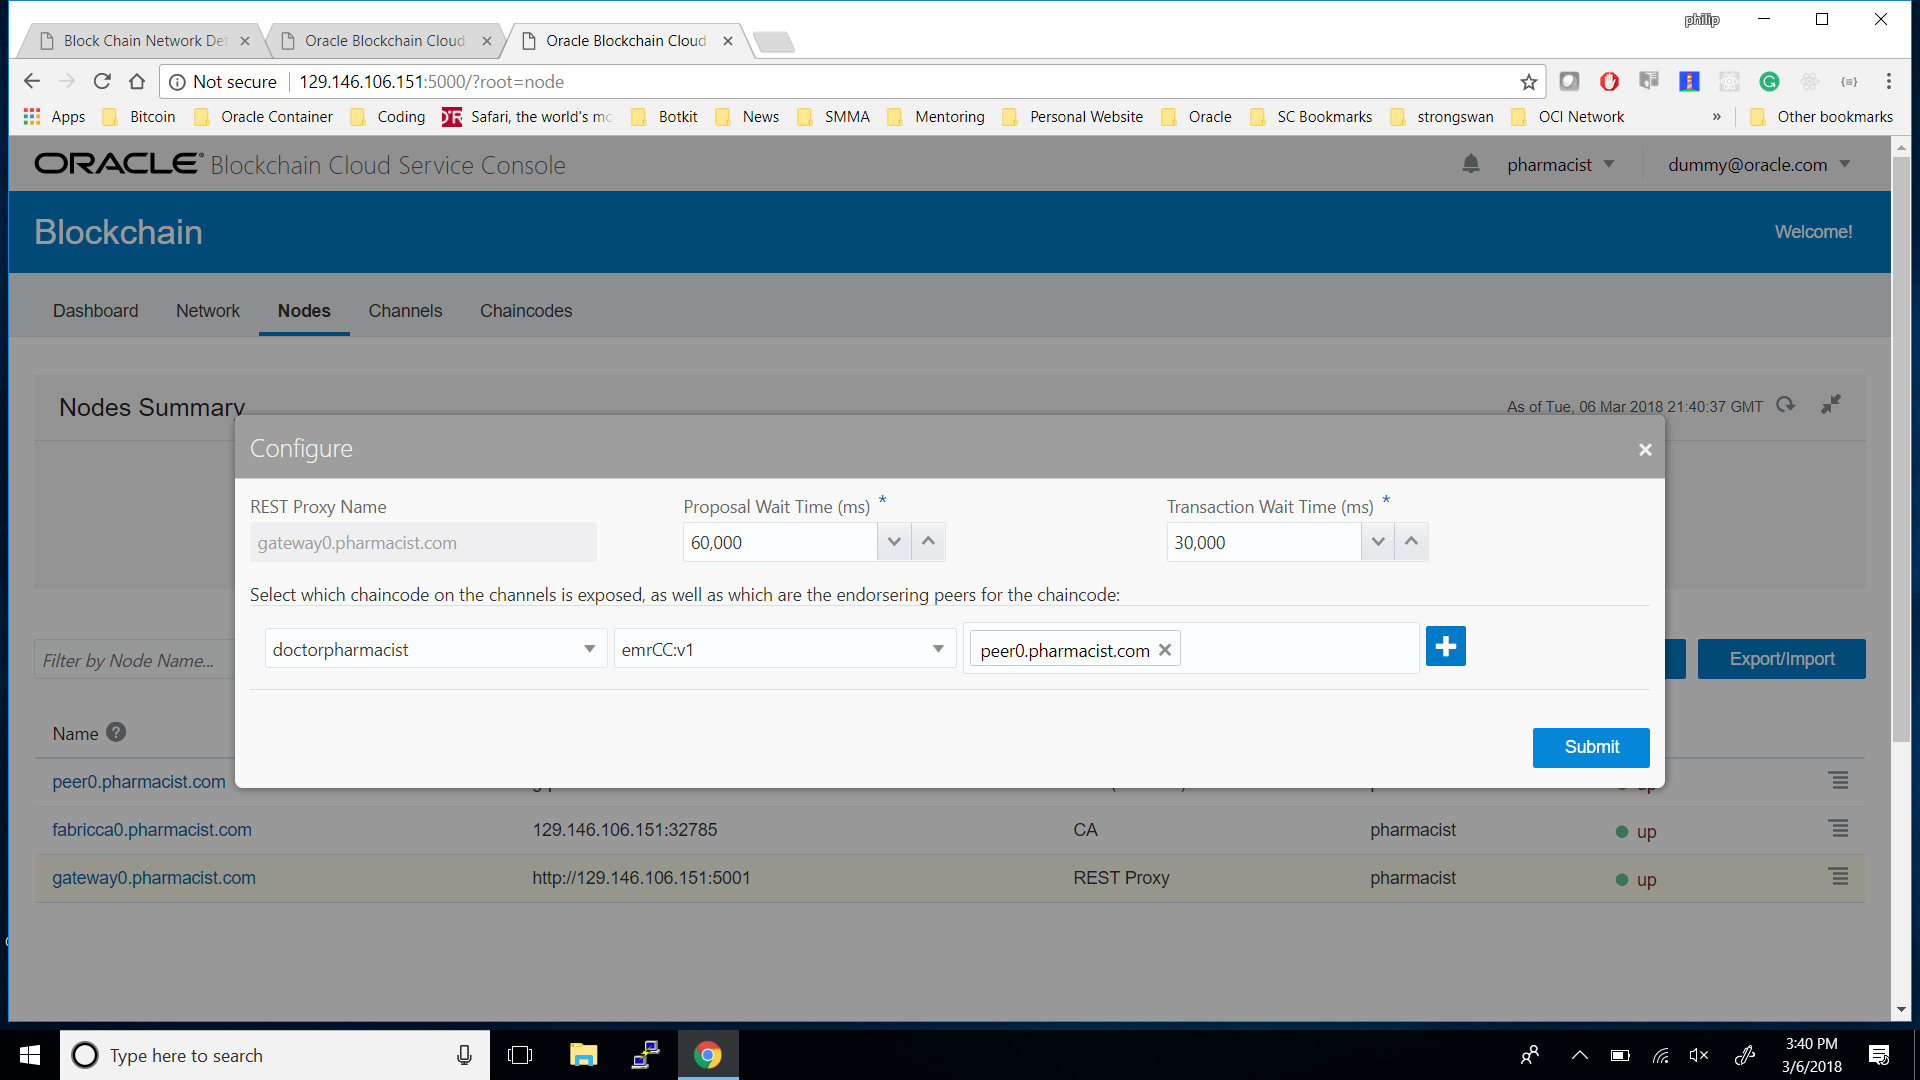 philip
Block Chain Network Det
Oracle Blockchain Cloud
Oracle Blockchain Cloud
Not secure 129.146.106.151:5000/?root=node
Apps Bitcoin Oracle Container Coding Safari, the world's mo Botkit News SMMA Mentoring Personal Website Oracle SC Bookmarks strongswan OCI Network » Other bookmarks
ORACLE Blockchain Cloud Service Console
pharmacist dummy@oracle.com
Blockchain
Welcome!
Dashboard Network Nodes Channels Chaincodes
Nodes Summary
As of Tue, 06 Mar 2018 21:40:37 GMT
Configure
REST Proxy Name
gateway0.pharmacist.com
Proposal Wait Time (ms) *
60,000
Transaction Wait Time (ms) *
30,000
Select which chaincode on the channels is exposed, as well as which are the endorsering peers for the chaincode:
doctorpharmacist emrCC:v1 peer0.pharmacist.com
Submit
Filter by Node Name...
Export/Import
Name
peer0.pharmacist.com
fabricca0.pharmacist.com 129.146.106.151:32785 CA pharmacist up
gateway0.pharmacist.com http://129.146.106.151:5001 REST Proxy pharmacist up
Type here to search
3:40 PM
3/6/2018